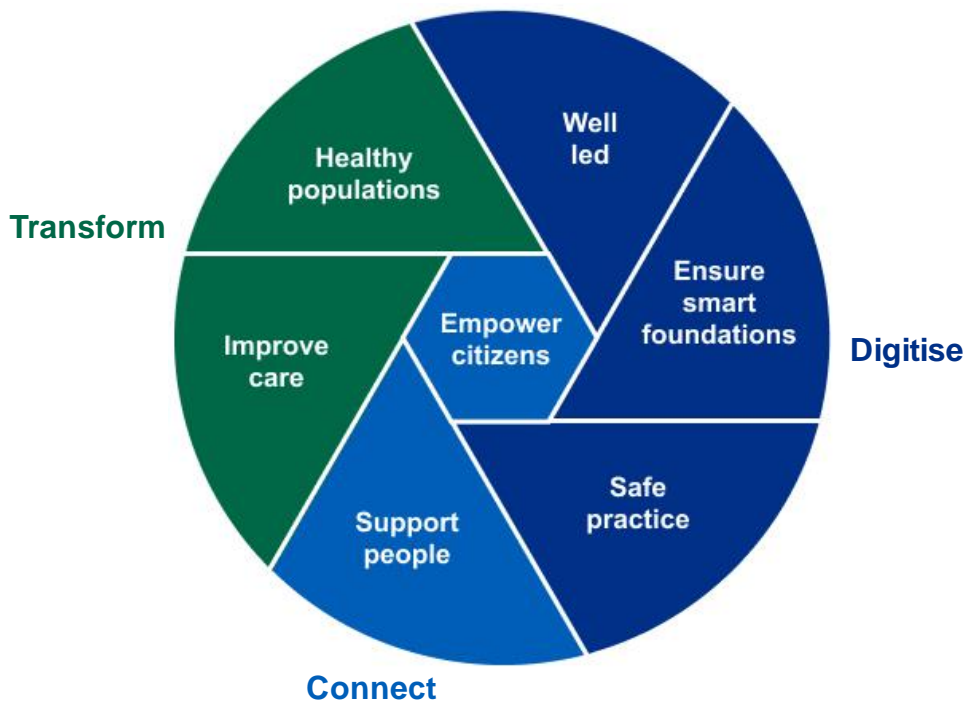 Well
led
Healthy
populations
Transform
Ensure
smart
foundations
Empower
citizens
Improve
care
Digitise
Safe
practice
Support
people
Connect